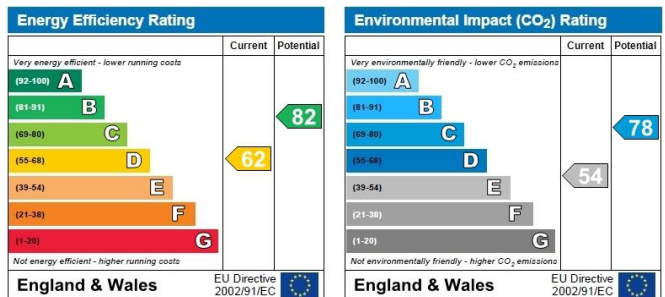 Energy Efficiency Rating
Current Potential
Very energy efficient - lower running costs
(92-100) A
(81-91) B
(69-80) C
(55-68) D
(39-54) E
(21-38) F
(1-20) G
82
62
Not energy efficient - higher running costs
England & Wales
EU Directive
2002/91/EC
Environmental Impact (CO2) Rating
Current Potential
Very environmentally friendly - lower CO2 emissions
(92-100) A
(81-91) B
(69-80) C
(55-68) D
(39-54) E
(21-38) F
(1-20) G
78
54
Not environmentally friendly - higher CO2 emissions
England & Wales
EU Directive
2002/91/EC